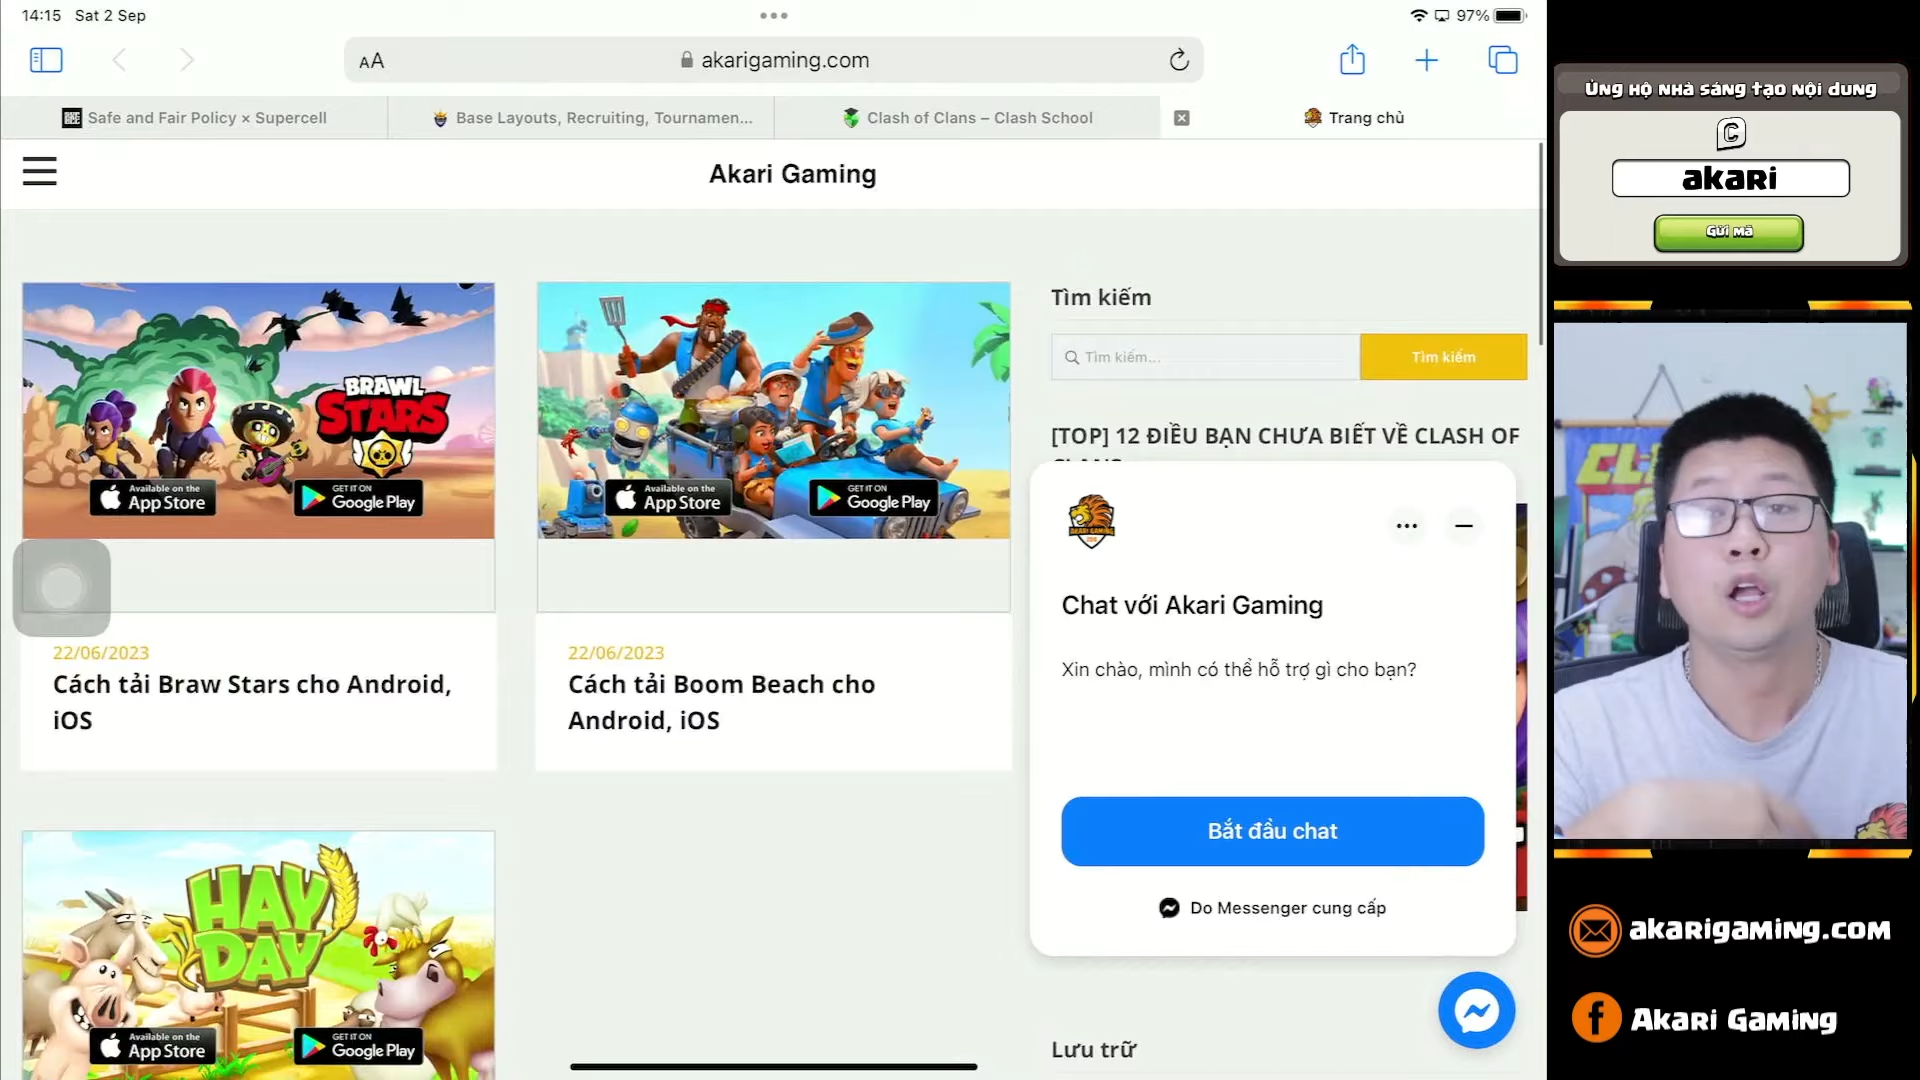 14:15 Sat 2 Sep
97%
AA
akarigaming.com
Safe and Fair Policy × Supercell
Base Layouts, Recruiting, Tournamen...
Clash of Clans – Clash School
Trang chủ
Akari Gaming
BRAWL
STARS
Available on the
App Store
GET IT ON
Google Play
Available on the
App Store
GET IT ON
Google Play
22/06/2023
Cách tải Braw Stars cho Android,
iOS
22/06/2023
Cách tải Boom Beach cho
Android, iOS
HAY
DAY
Available on the
App Store
GET IT ON
Google Play
Tìm kiếm
Tìm kiếm...
Tìm kiếm
[TOP] 12 ĐIỀU BẠN CHƯA BIẾT VỀ CLASH OF
AKARI GAMING
Chat với Akari Gaming
Xin chào, mình có thể hỗ trợ gì cho bạn?
Bắt đầu chat
Do Messenger cung cấp
Lưu trữ
Ủng hộ nhà sáng tạo nội dung
C
akari
Gửi mã
akarigaming.com
f
Akari Gaming